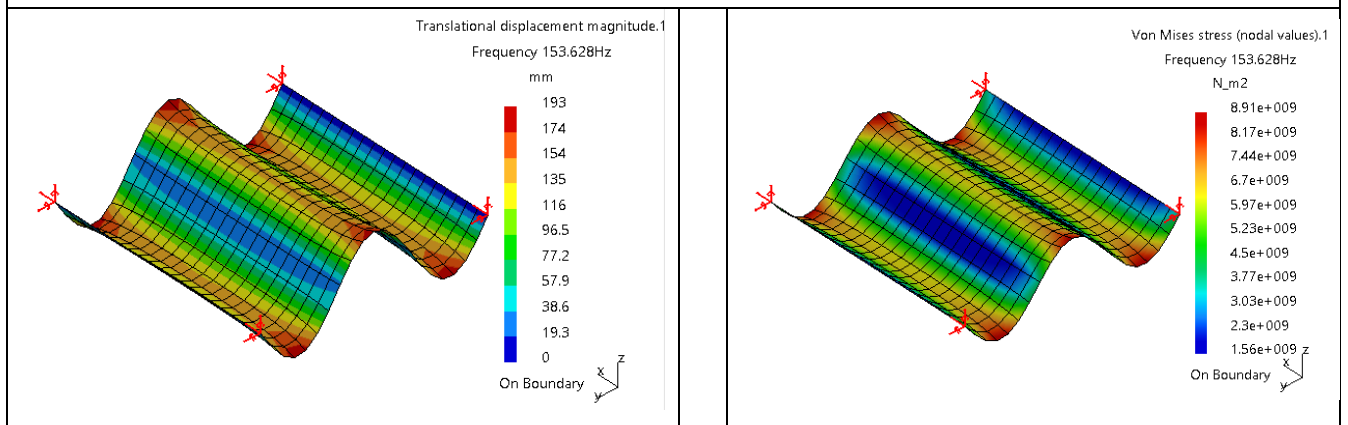 Translational displacement magnitude.1
Frequency 153.628Hz
mm
193
174
154
135
116
96.5
77.2
57.9
38.6
19.3
0
On Boundary
x
y
z
Von Mises stress (nodal values).1
Frequency 153.628Hz
N_m2
8.91e+009
8.17e+009
7.44e+009
6.7e+009
5.97e+009
5.23e+009
4.5e+009
3.77e+009
3.03e+009
2.3e+009
1.56e+009
On Boundary
x
y
z